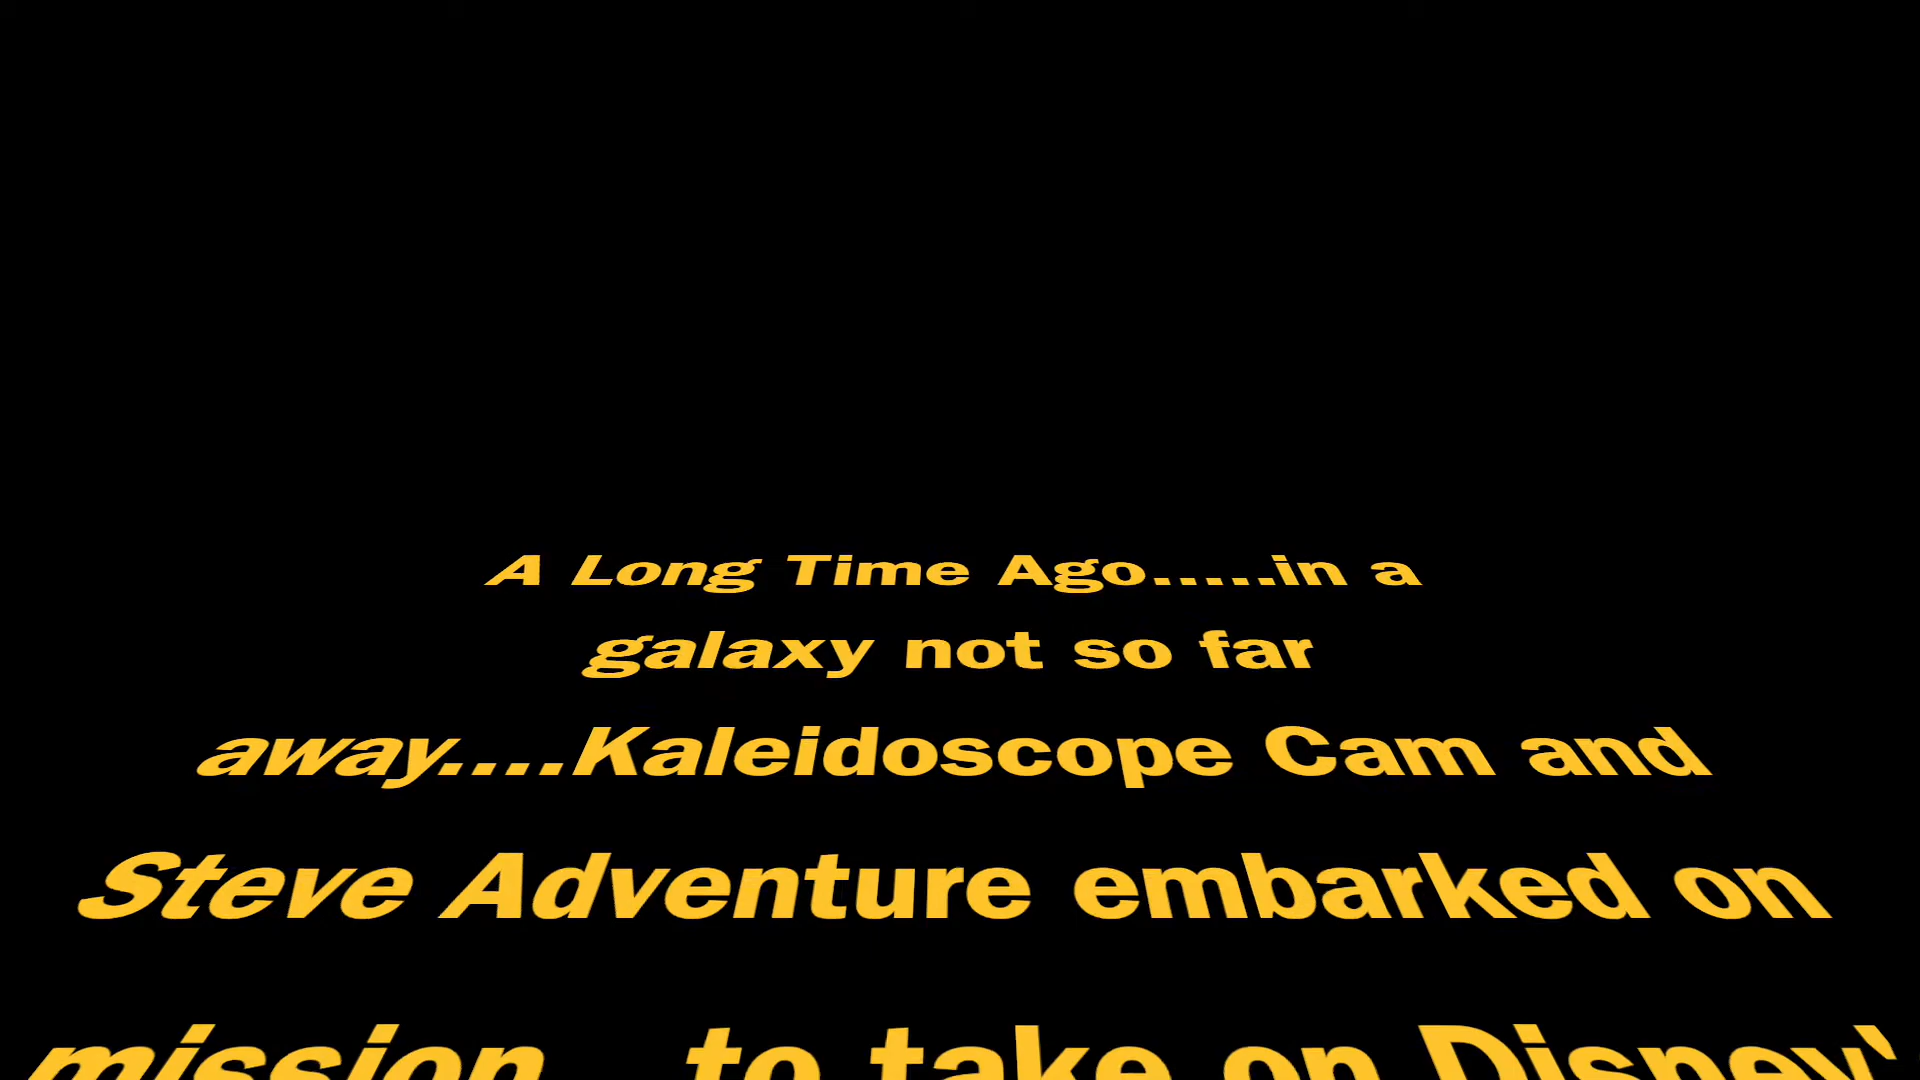 A Long Time Ago.....in a
galaxy not so far
away....Kaleidoscope Cam and
Steve Adventure embarked on
mission to take on Disney'